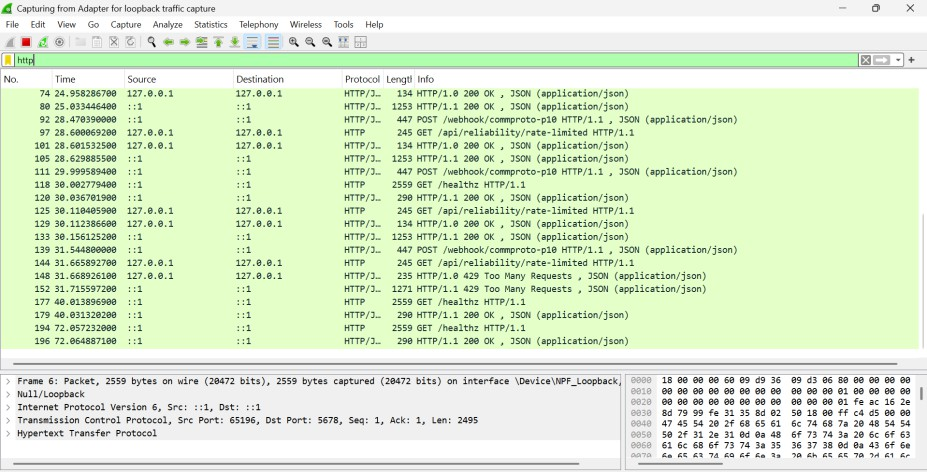 Capturing from Adapter for loopback traffic capture
File Edit View Go Capture Analyze Statistics Telephony Wireless Tools Help
http
No. Time Source Destination Protocol Length Info
74 24.958286700 127.0.0.1 127.0.0.1 HTTP/J… 134 HTTP/1.0 200 OK , JSON (application/json)
80 25.033446400 ::1 ::1 HTTP/J… 1253 HTTP/1.1 200 OK , JSON (application/json)
92 28.470390000 ::1 ::1 HTTP/J… 447 POST /webhook/commproto-p10 HTTP/1.1 , JSON (application/json)
97 28.600069200 127.0.0.1 127.0.0.1 HTTP 245 GET /api/reliability/rate-limited HTTP/1.1
101 28.601532500 127.0.0.1 127.0.0.1 HTTP/J… 134 HTTP/1.0 200 OK , JSON (application/json)
105 28.629885500 ::1 ::1 HTTP/J… 1253 HTTP/1.1 200 OK , JSON (application/json)
111 29.999589400 ::1 ::1 HTTP/J… 447 POST /webhook/commproto-p10 HTTP/1.1 , JSON (application/json)
118 30.002779400 ::1 ::1 HTTP 2559 GET /healthz HTTP/1.1
120 30.036701900 ::1 ::1 HTTP/J… 290 HTTP/1.1 200 OK , JSON (application/json)
125 30.110405900 127.0.0.1 127.0.0.1 HTTP 245 GET /api/reliability/rate-limited HTTP/1.1
129 30.112386600 127.0.0.1 127.0.0.1 HTTP/J… 134 HTTP/1.0 200 OK , JSON (application/json)
133 30.156125200 ::1 ::1 HTTP/J… 1253 HTTP/1.1 200 OK , JSON (application/json)
139 31.544800000 ::1 ::1 HTTP/J… 447 POST /webhook/commproto-p10 HTTP/1.1 , JSON (application/json)
144 31.665892700 127.0.0.1 127.0.0.1 HTTP 245 GET /api/reliability/rate-limited HTTP/1.1
148 31.668926100 127.0.0.1 127.0.0.1 HTTP/J… 235 HTTP/1.0 429 Too Many Requests , JSON (application/json)
152 31.715597200 ::1 ::1 HTTP/J… 1271 HTTP/1.1 429 Too Many Requests , JSON (application/json)
177 40.013896900 ::1 ::1 HTTP 2559 GET /healthz HTTP/1.1
179 40.031320200 ::1 ::1 HTTP/J… 290 HTTP/1.1 200 OK , JSON (application/json)
194 72.057232000 ::1 ::1 HTTP 2559 GET /healthz HTTP/1.1
196 72.064887100 ::1 ::1 HTTP/J… 290 HTTP/1.1 200 OK , JSON (application/json)
Frame 6: Packet, 2559 bytes on wire (20472 bits), 2559 bytes captured (20472 bits) on interface \Device\NPF_Loopback,
Null/Loopback
Internet Protocol Version 6, Src: ::1, Dst: ::1
Transmission Control Protocol, Src Port: 65196, Dst Port: 5678, Seq: 1, Ack: 1, Len: 2495
Hypertext Transfer Protocol
0000 18 00 00 00 60 09 d9 36 09 d3 06 80 00 00 00 00
0010 00 00 00 00 00 00 00 00 00 00 00 01 00 00 00 00
0020 00 00 00 00 00 00 00 00 00 00 00 01 fe ac 16 2e
0030 8d 79 99 fe 31 35 8d 02 50 18 00 ff c4 d5 00 00
0040 47 45 54 20 2f 68 65 61 6c 74 68 7a 20 48 54 54
0050 50 2f 31 2e 31 0d 0a 48 6f 73 74 3a 20 6c 6f 63
0060 61 6c 68 6f 73 74 3a 35 36 37 38 0d 0a 43 6f 6e
0070 6e 65 63 74 69 6f 6e 3a 20 6b 65 65 70 2d 61 6c